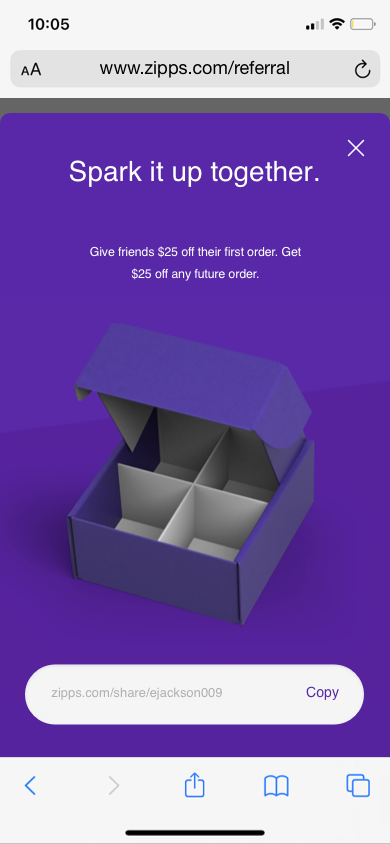 10:05
AA www.zipps.com/referral
Spark it up together.
Give friends $25 off their first order. Get
$25 off any future order.
zipps.com/share/ejackson009 Copy